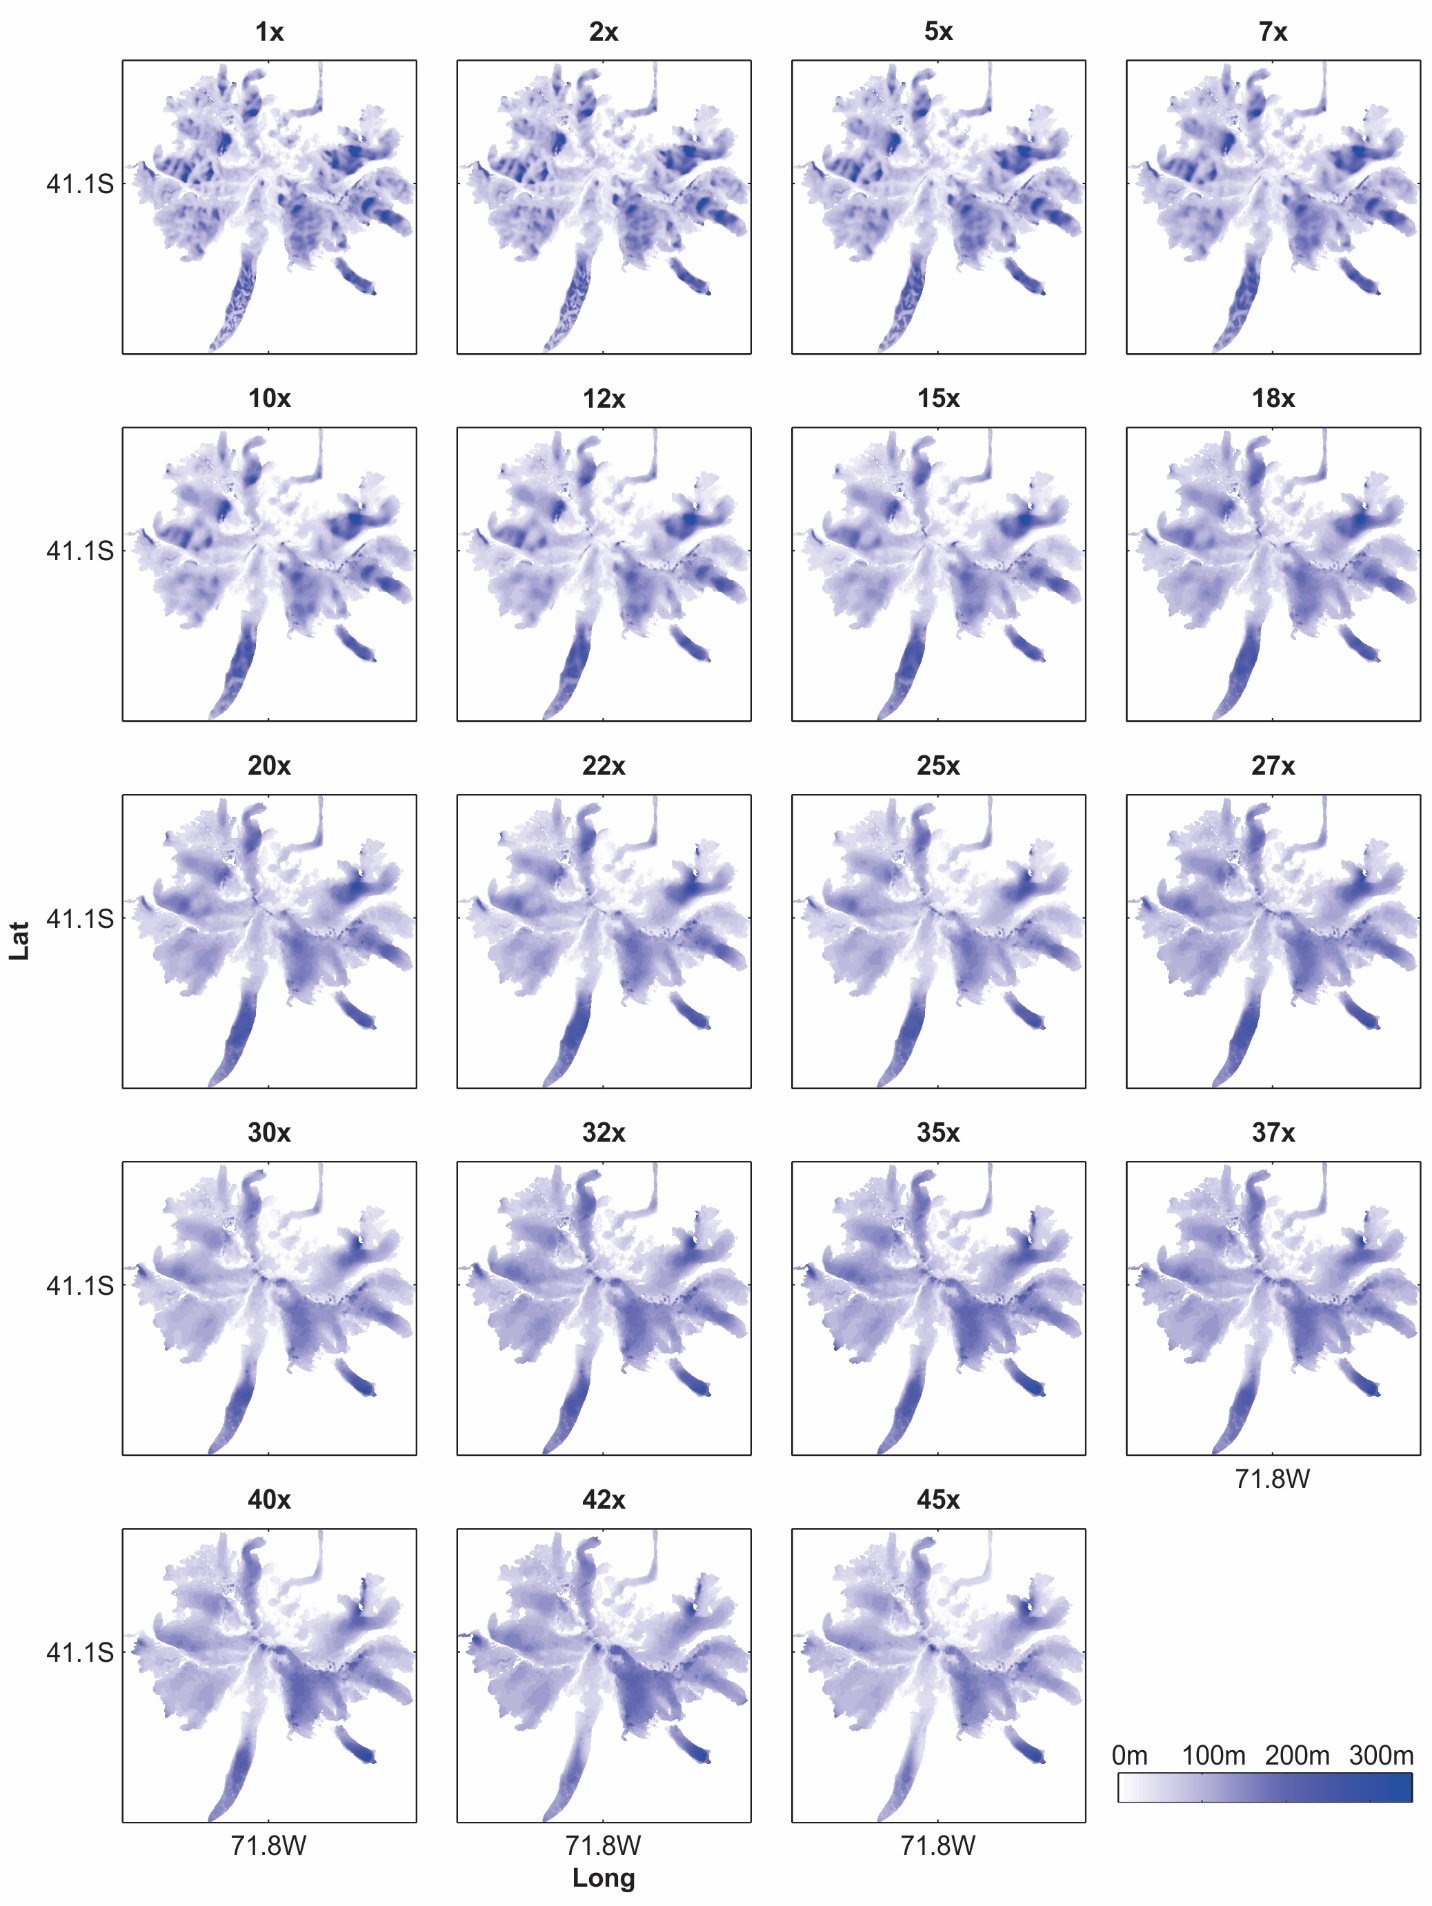 1x 2x 5x 7x
41.1S
10x 12x 15x 18x
41.1S
20x 22x 25x 27x
Lat
41.1S
30x 32x 35x 37x
41.1S
71.8W
40x 42x 45x
41.1S
0m 100m 200m 300m
71.8W 71.8W 71.8W
Long